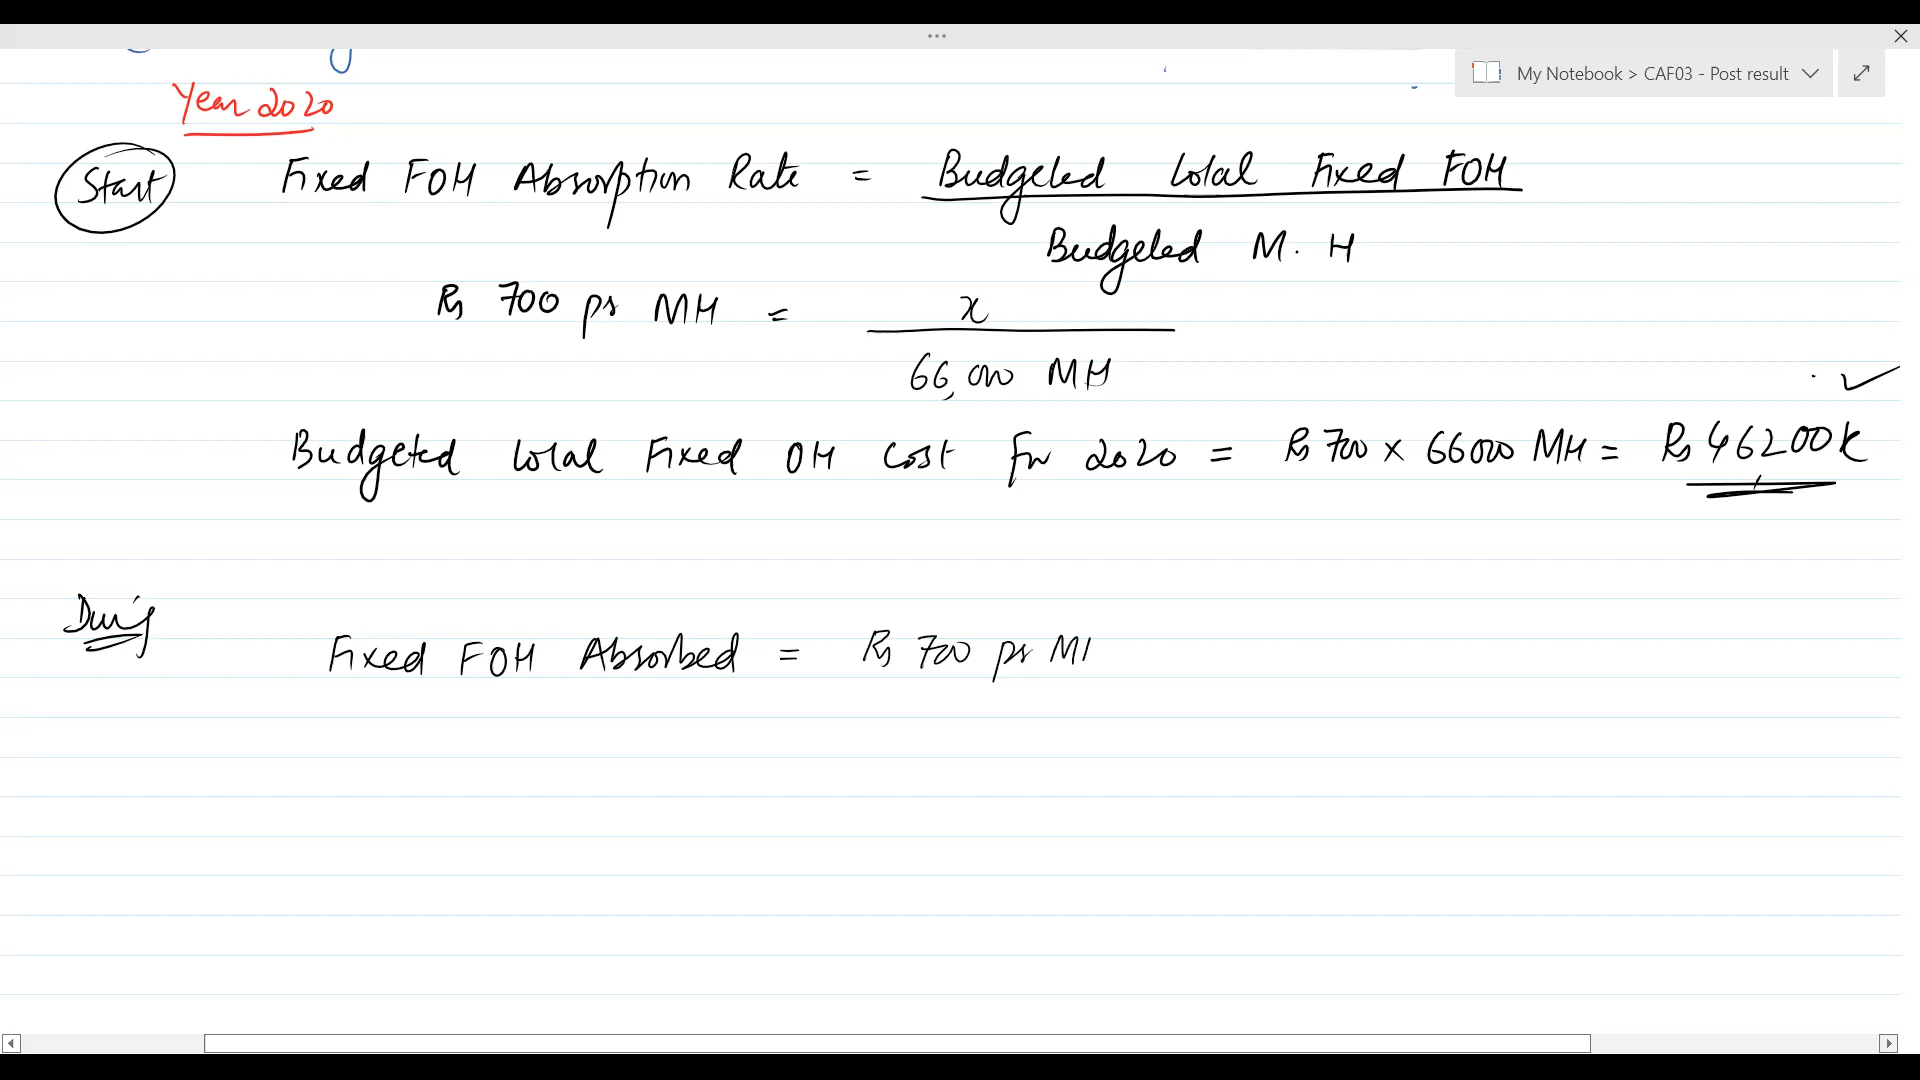 My Notebook > CAF03 - Post result
Year 2020
Start Fixed FOH Absorption Rate = Budgeted total Fixed FOH
Budgeted M. H
Rs 700 per MH = x
66,000 MH
Budgeted total Fixed OH Cost for 2020 = Rs 700 x 66000 MH = Rs 46200k
During
Fixed FOH Absorbed = Rs 700 per